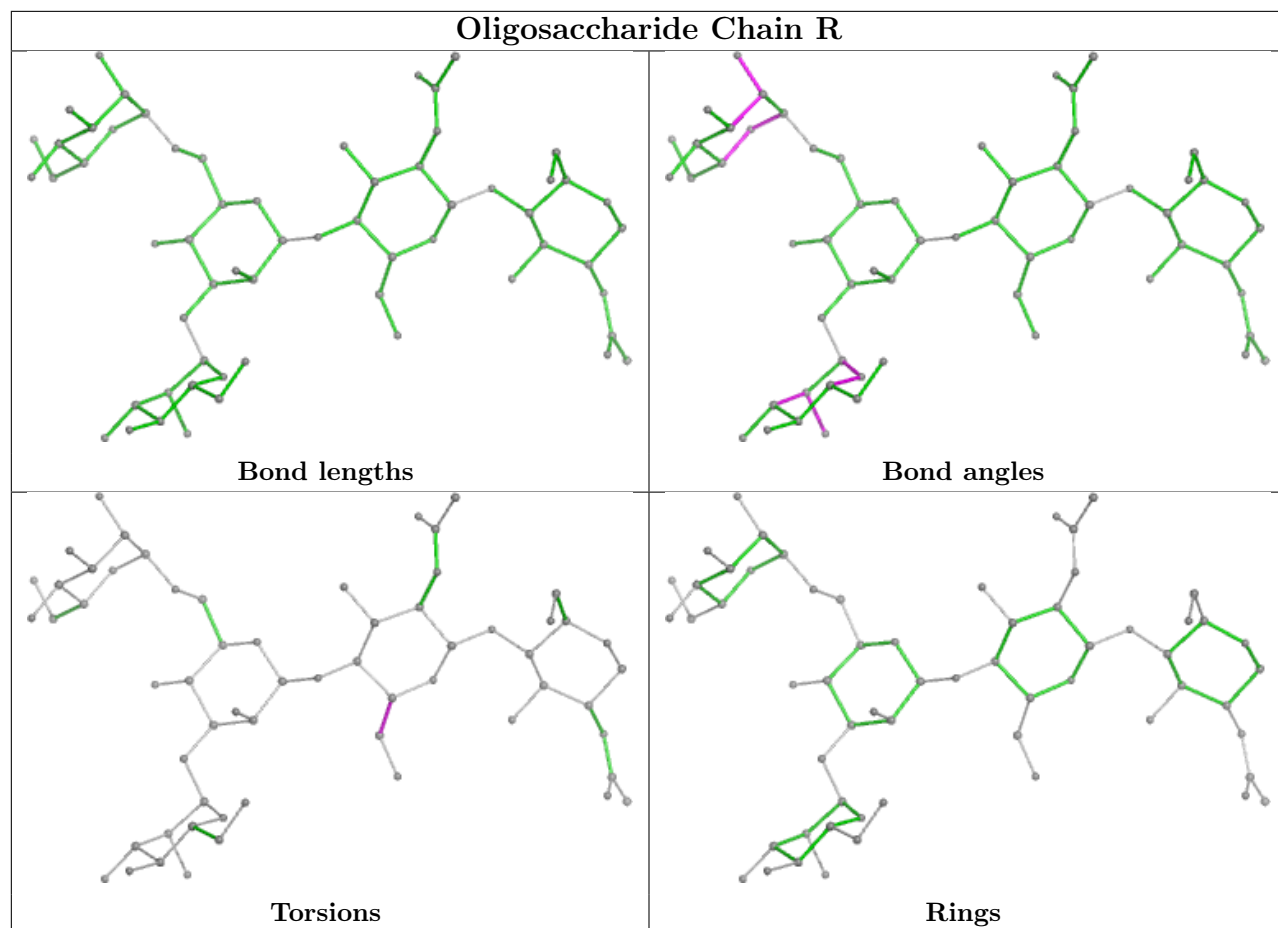 Oligosaccharide Chain R
Bond lengths
Bond angles
Torsions
Rings